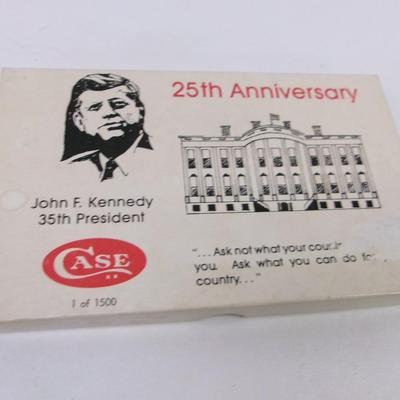 25th Anniversary
John F. Kennedy
35th President
CASE
XX
1 of 1500
"... Ask not what your
you. Ask what you can do
country..."